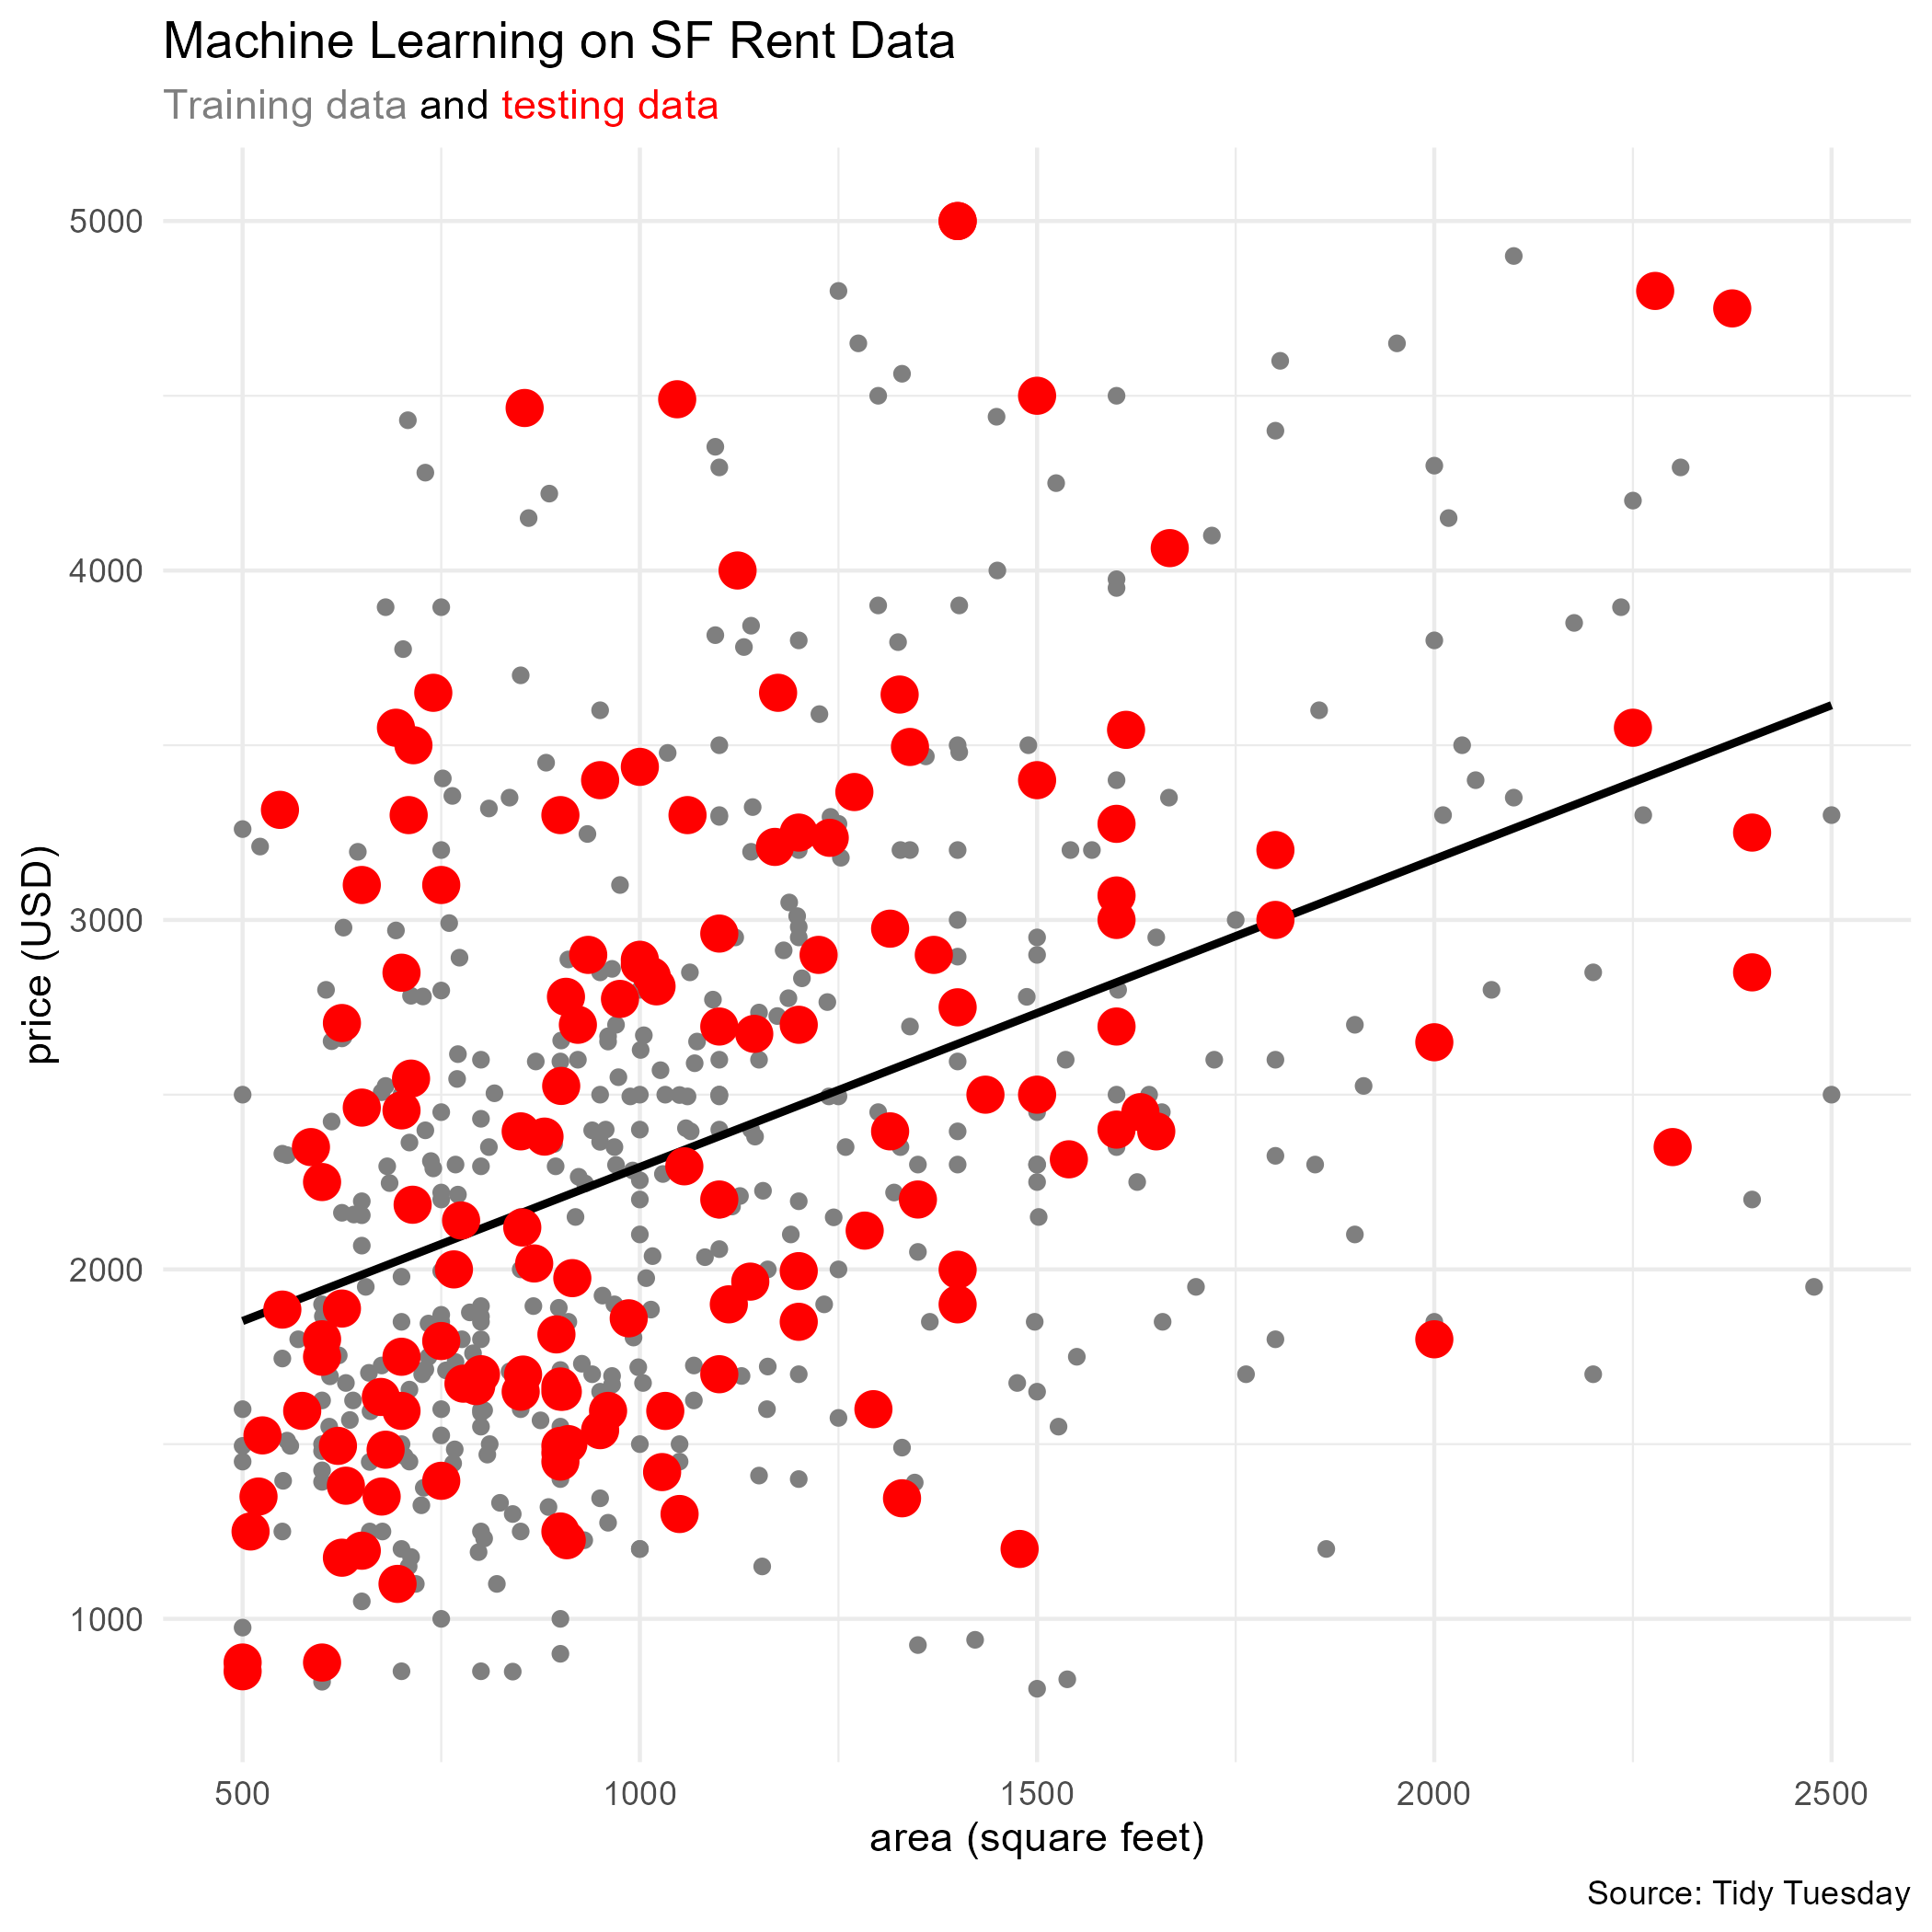 Machine Learning on SF Rent Data
Training data and testing data
price (USD)
5000
4000
3000
2000
1000
500 1000 1500 2000 2500
area (square feet)
Source: Tidy Tuesday